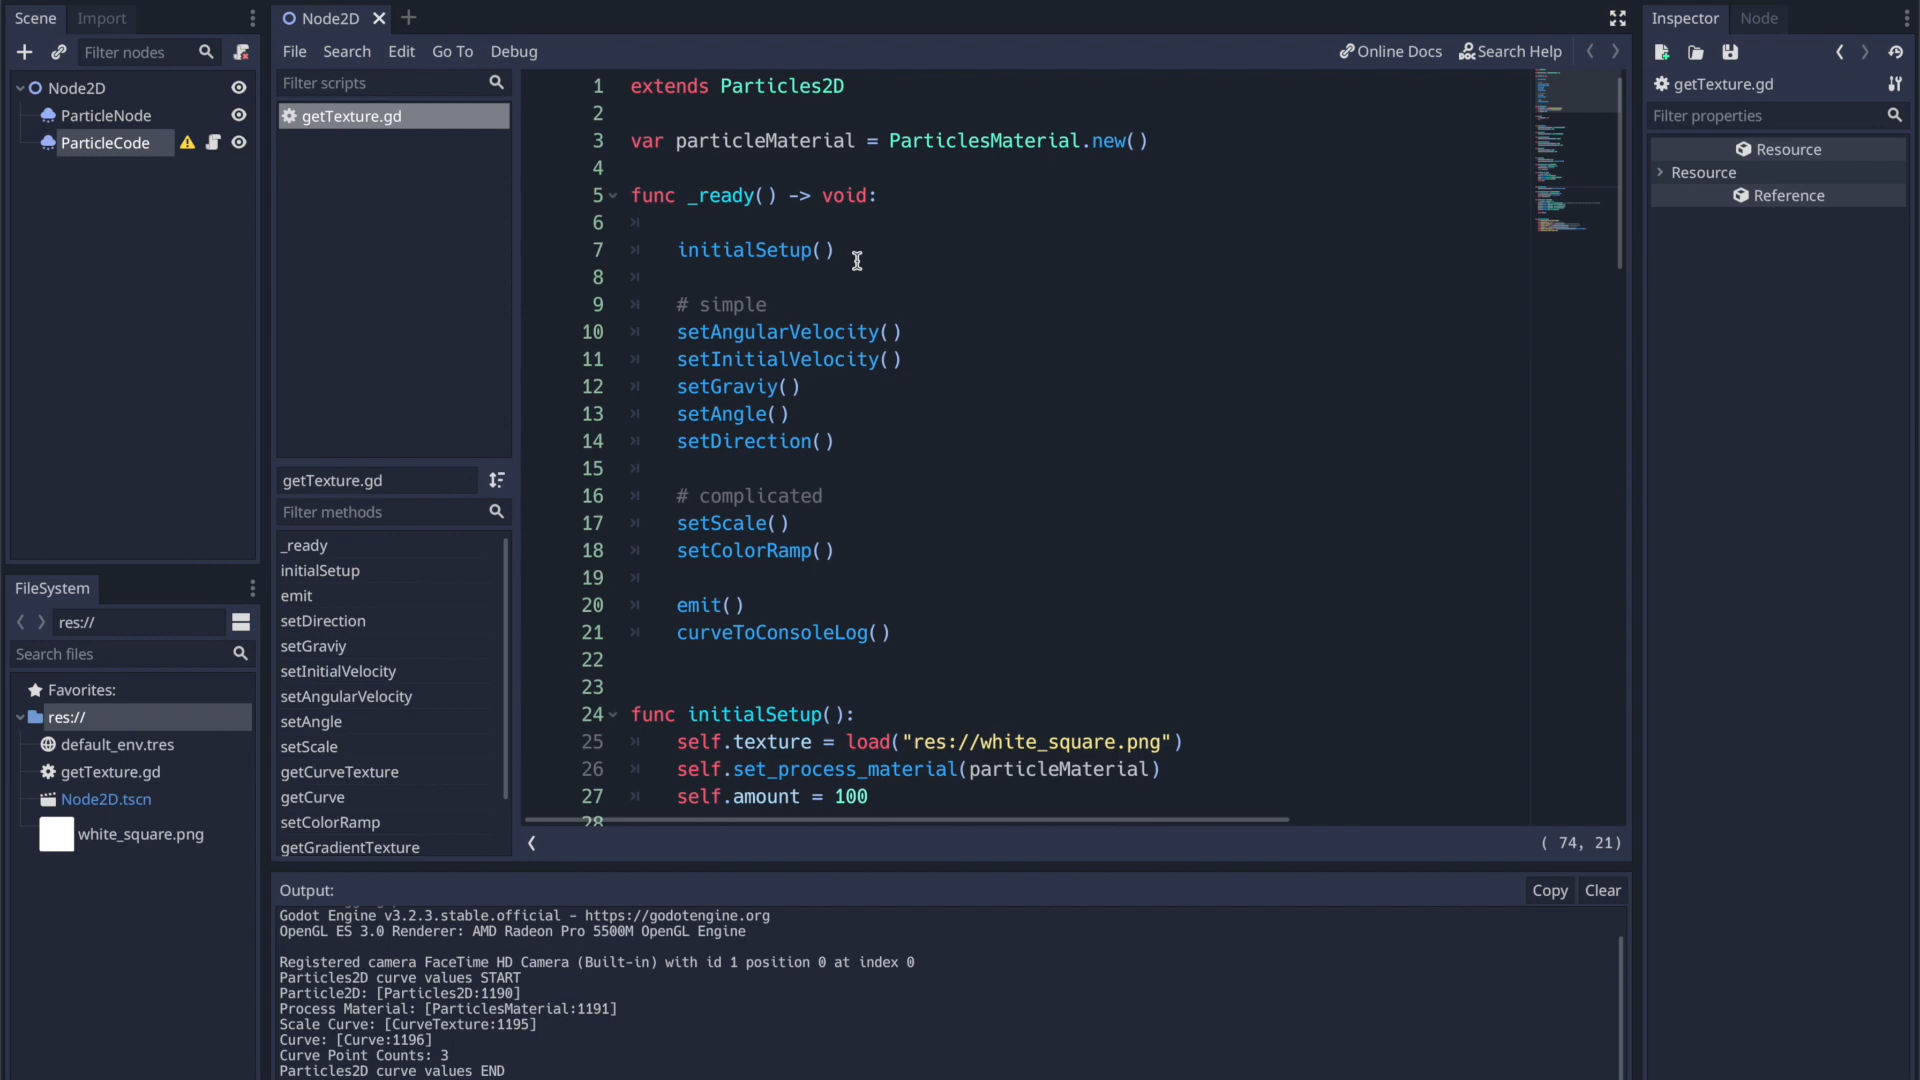 Scene
Import
Filter nodes
Node2D
ParticleNode
ParticleCode
FileSystem
res://
Search files
Favorites:
res://
default_env.tres
getTexture.gd
Node2D.tscn
white_square.png
Node2D
File Search Edit Go To Debug
Online Docs
Search Help
Filter scripts
getTexture.gd
getTexture.gd
Filter methods
_ready
initialSetup
emit
setDirection
setGraviy
setInitialVelocity
setAngularVelocity
setAngle
setScale
getCurveTexture
getCurve
setColorRamp
getGradientTexture
1 extends Particles2D
2
3 var particleMaterial = ParticlesMaterial.new()
4
5 func _ready() -> void:
6
7 initialSetup()
8
9 # simple
10 setAngularVelocity()
11 setInitialVelocity()
12 setGraviy()
13 setAngle()
14 setDirection()
15
16 # complicated
17 setScale()
18 setColorRamp()
19
20 emit()
21 curveToConsoleLog()
22
23
24 func initialSetup():
25 self.texture = load("res://white_square.png")
26 self.set_process_material(particleMaterial)
27 self.amount = 100
28
( 74, 21)
Output:
Copy
Clear
Godot Engine v3.2.3.stable.official - https://godotengine.org
OpenGL ES 3.0 Renderer: AMD Radeon Pro 5500M OpenGL Engine
Registered camera FaceTime HD Camera (Built-in) with id 1 position 0 at index 0
Particles2D curve values START
Particle2D: [Particles2D:1190]
Process Material: [ParticlesMaterial:1191]
Scale Curve: [CurveTexture:1195]
Curve: [Curve:1196]
Curve Point Counts: 3
Particles2D curve values END
Inspector
Node
getTexture.gd
Filter properties
Resource
Resource
Reference